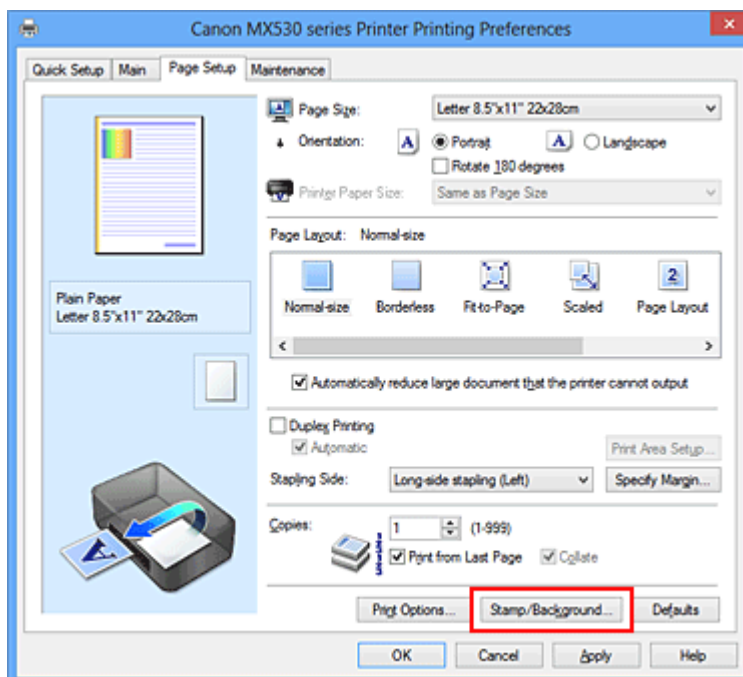 Canon MX530 series Printer Printing Preferences
Quick Setup Main Page Setup Maintenance
Page Size: Letter 8.5"x11" 22x28cm
Orientation: A Portrait A Landscape
Rotate 180 degrees
Printer Paper Size: Same as Page Size
Page Layout: Normal-size
Normal-size Borderless Fit-to-Page Scaled Page Layout
Plain Paper
Letter 8.5"x11" 22x28cm
Automatically reduce large document that the printer cannot output
Duplex Printing
Automatic
Print Area Setup...
Stapling Side: Long-side stapling (Left) Specify Margin...
Copies: 1 (1-999)
Print from Last Page Collate
Print Options... Stamp/Background... Defaults
OK Cancel Apply Help